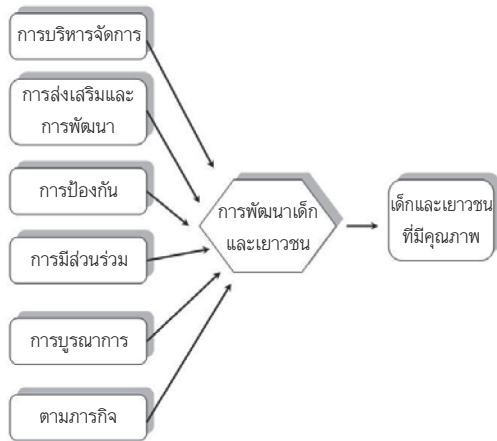 การบริหารจัดการ
การส่งเสริมและ
การพัฒนา
การป้องกัน
การมีส่วนร่วม
การบูรณาการ
ตามภารกิจ
การพัฒนาเด็ก
และเยาวชน
เด็กและเยาวชน
ที่มีคุณภาพ